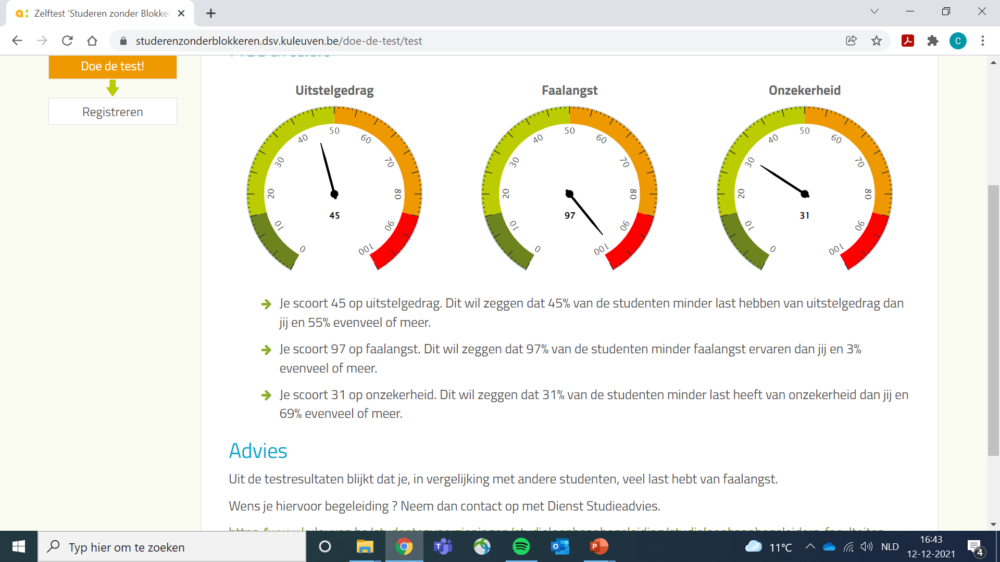 Zelftest 'Studeren zonder Blokker
studerenzonderblokkeren.dsv.kuleuven.be/doe-de-test/test
C
Doe de test!
Registreren
Uitstelgedrag
0 10 20 30 40 50 60 70 80 90 100
45
Faalangst
0 10 20 30 40 50 60 70 80 90 100
97
Onzekerheid
0 10 20 30 40 50 60 70 80 90 100
31
Je scoort 45 op uitstelgedrag. Dit wil zeggen dat 45% van de studenten minder last hebben van uitstelgedrag dan
jij en 55% evenveel of meer.
Je scoort 97 op faalangst. Dit wil zeggen dat 97% van de studenten minder faalangst ervaren dan jij en 3%
evenveel of meer.
Je scoort 31 op onzekerheid. Dit wil zeggen dat 31% van de studenten minder last heeft van onzekerheid dan jij en
69% evenveel of meer.
Advies
Uit de testresultaten blijkt dat je, in vergelijking met andere studenten, veel last hebt van faalangst.
Wens je hiervoor begeleiding ? Neem dan contact op met Dienst Studieadvies.
Typ hier om te zoeken
11°C
NLD
16:43
12-12-2021
4